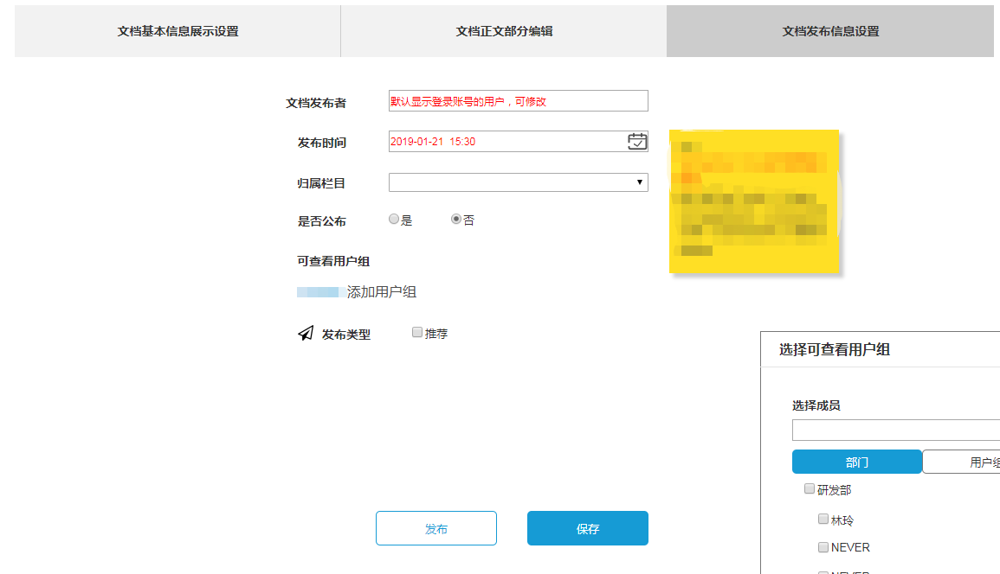 文档基本信息展示设置
文档正文部分编辑
文档发布信息设置
文档发布者
默认显示登录账号的用户，可修改
发布时间
2019-01-21 15:30
归属栏目
是否公布
是
否
可查看用户组
添加用户组
发布类型
推荐
选择可查看用户组
选择成员
部门
用户组
研发部
林玲
NEVER
发布
保存